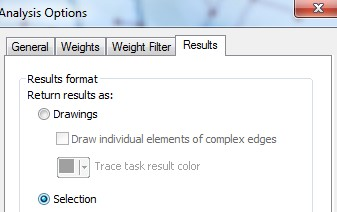 Analysis Options
General Weights Weight Filter Results
Results format
Return results as:
Drawings
Draw individual elements of complex edges
Trace task result color
Selection